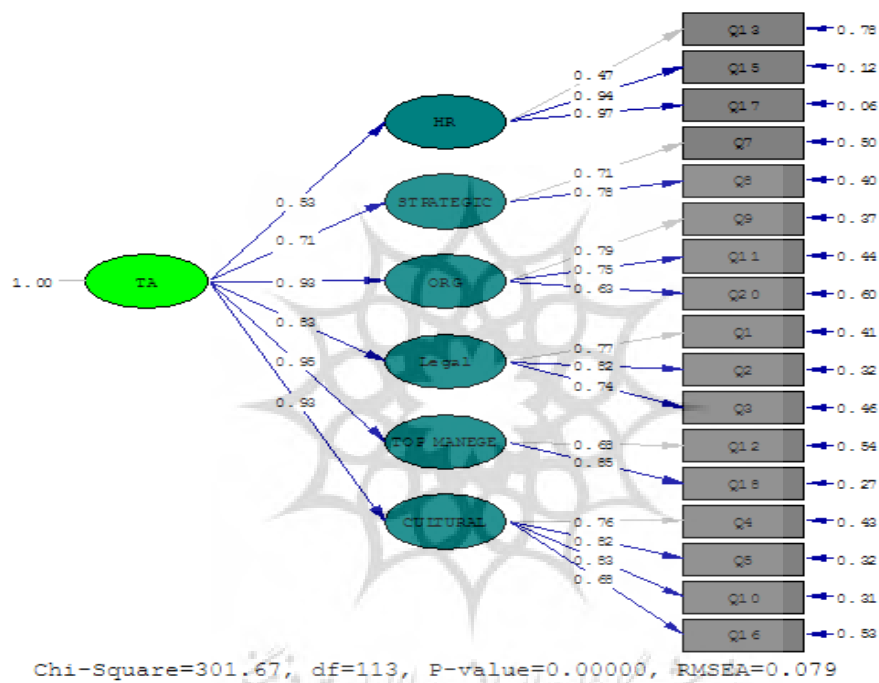 1.00
TA
0.53
0.71
0.93
0.83
0.95
0.93
HR
STRATEGIC
ORG
Legal
TOP MANEGE
CULTURAL
0.47
0.94
0.97
0.71
0.78
0.79
0.75
0.63
0.77
0.82
0.74
0.68
0.85
0.76
0.82
0.83
0.68
Q13 0.78
Q15 0.12
Q17 0.06
Q7 0.50
Q8 0.40
Q9 0.37
Q11 0.44
Q20 0.60
Q1 0.41
Q2 0.32
Q3 0.46
Q12 0.54
Q18 0.27
Q4 0.43
Q5 0.32
Q10 0.31
Q16 0.53
Chi-Square=301.67, df=113, P-value=0.00000, RMSEA=0.079